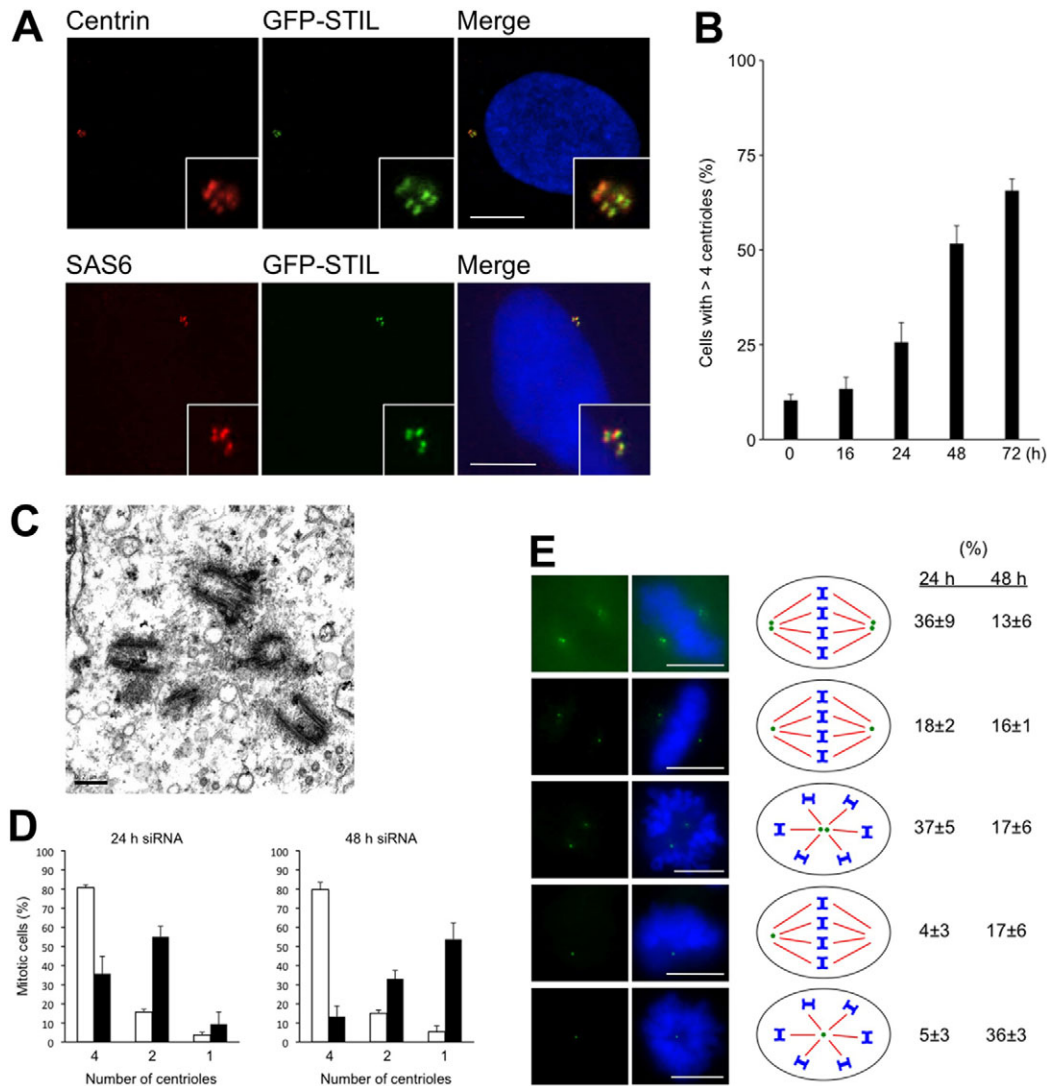 A
Centrin GFP-STIL Merge
SAS6 GFP-STIL Merge
B
Cells with > 4 centrioles (%)
100
75
50
25
0
0 16 24 48 72 (h)
C
D
24 h siRNA 48 h siRNA
Mitotic cells (%)
100 100
90 90
80 80
70 70
60 60
50 50
40 40
30 30
20 20
10 10
0 0
4 2 1 4 2 1
Number of centrioles Number of centrioles
E
(%)
24 h 48 h
36±9 13±6
18±2 16±1
37±5 17±6
4±3 17±6
5±3 36±3